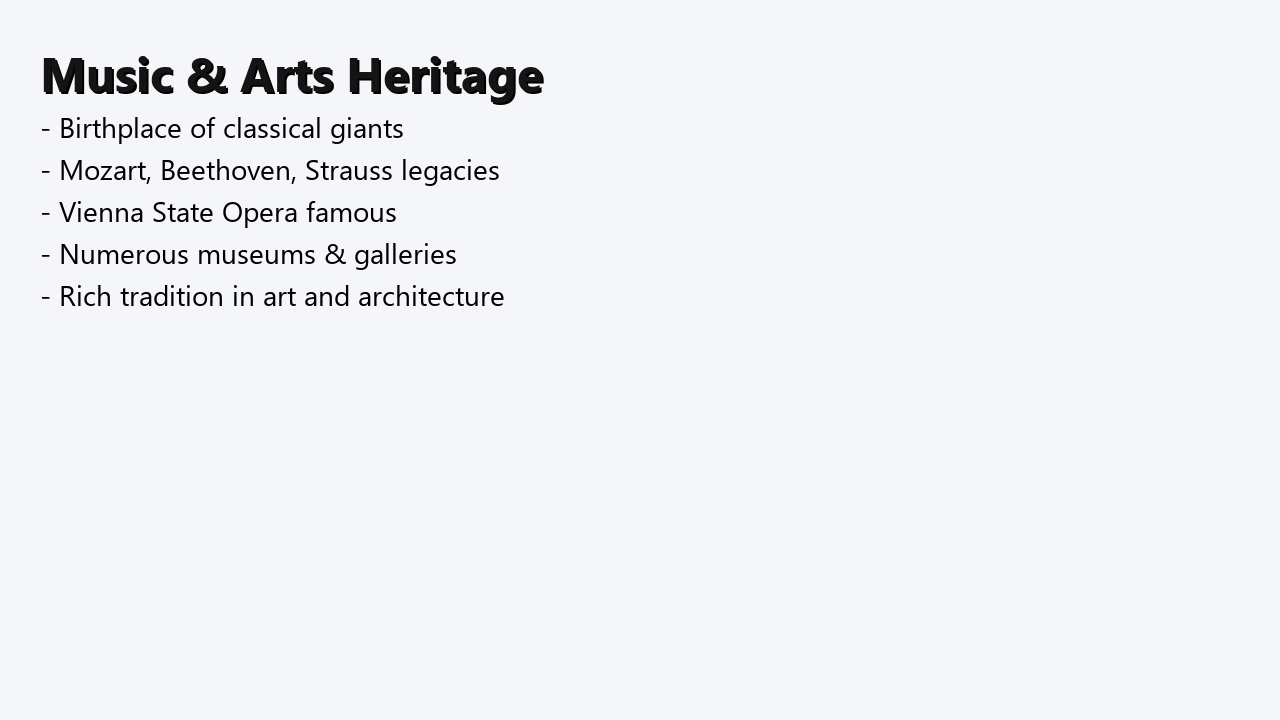 Music & Arts Heritage
- Birthplace of classical giants
- Mozart, Beethoven, Strauss legacies
- Vienna State Opera famous
- Numerous museums & galleries
- Rich tradition in art and architecture